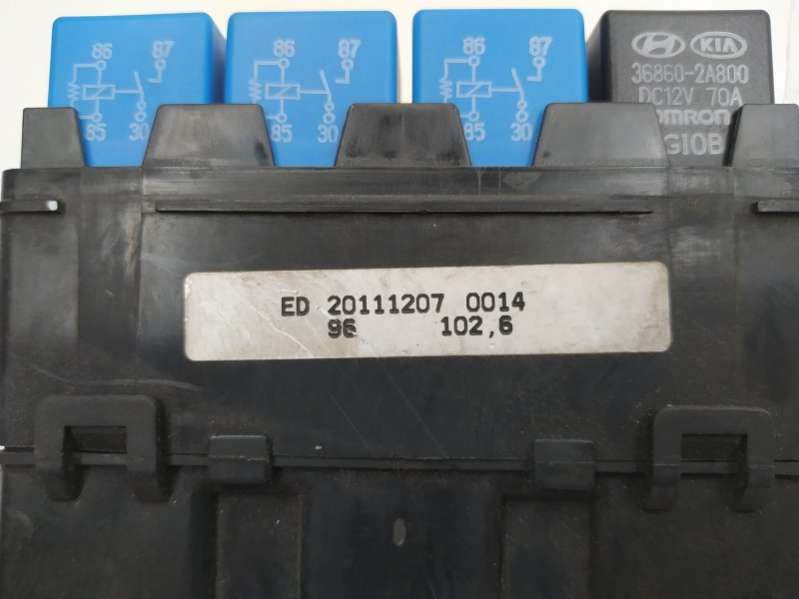 86 87
85 30
86 87
85 30
86 87
85 30
HYUNDAI KIA
36860-2A800
DC12V 70A
omron
G10B
ED 20111207 0014
96 102,6